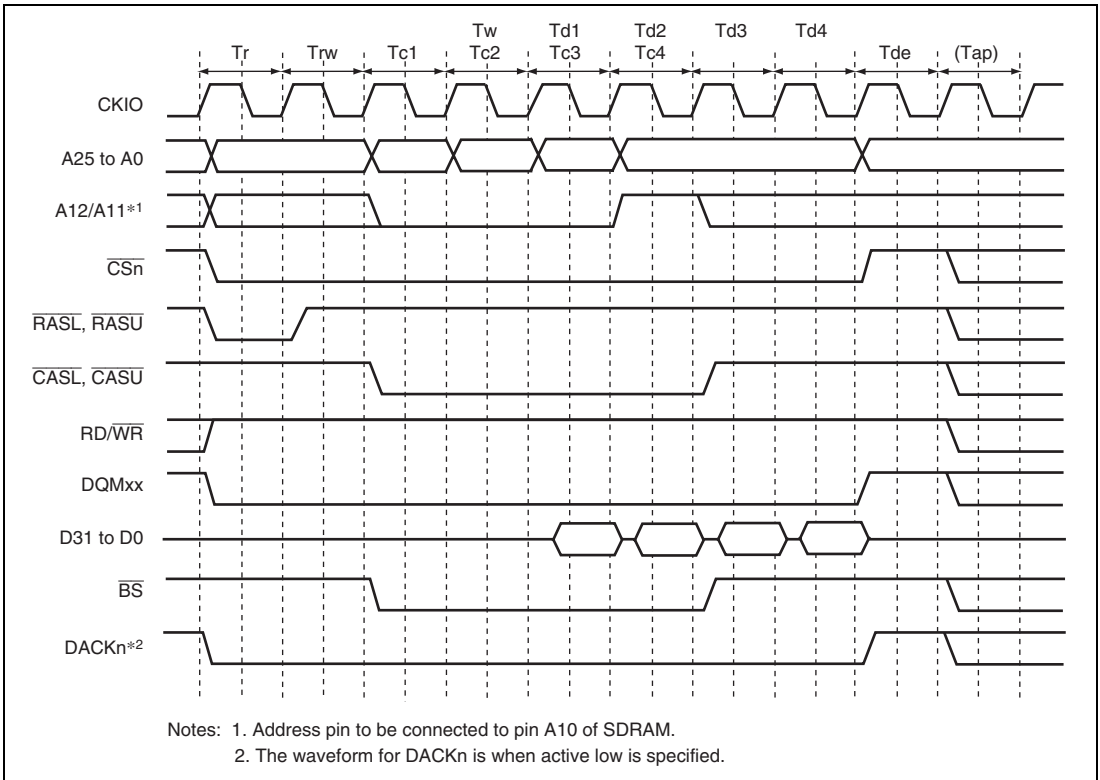 Tw Td1 Td2 Td3 Td4
Tr Trw Tc1 Tc2 Tc3 Tc4 Tde (Tap)
CKIO
A25 to A0
A12/A11*1
CSn
RASL, RASU
CASL, CASU
RD/WR
DQMxx
D31 to D0
BS
DACKn*2
Notes: 1. Address pin to be connected to pin A10 of SDRAM.
2. The waveform for DACKn is when active low is specified.